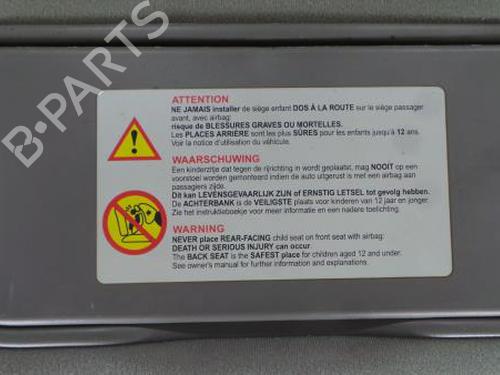 B-PARTS
ATTENTION
NE JAMAIS installer de siège enfant DOS À LA ROUTE sur le siège passager
avant, avec airbag:
risque de BLESSURES GRAVES OU MORTELLES.
Les PLACES ARRIÈRE sont les plus SÛRES pour les enfants jusqu'à 12 ans.
Voir la notice d'utilisation du véhicule.
WAARSCHUWING
Een kinderzitje dat tegen de rijrichting in wordt geplaatst, mag NOOIT op een
voorstoel worden gemonteerd indien de auto uitgerust is met een airbag aan
passagiers zijde.
Dit kan LEVENSGEVAARLIJK ZIJN of ERNSTIG LETSEL tot gevolg hebben.
De ACHTERBANK is de VEILIGSTE plaats voor kinderen van 12 jaar en jonger.
Zie het instruktieboekje voor meer informatie en een nadere toelichting.
WARNING
NEVER place REAR-FACING child seat on front seat with airbag:
DEATH OR SERIOUS INJURY can occur.
The BACK SEAT is the SAFEST place for children aged 12 and under.
See owner's manual for further information and explanations.